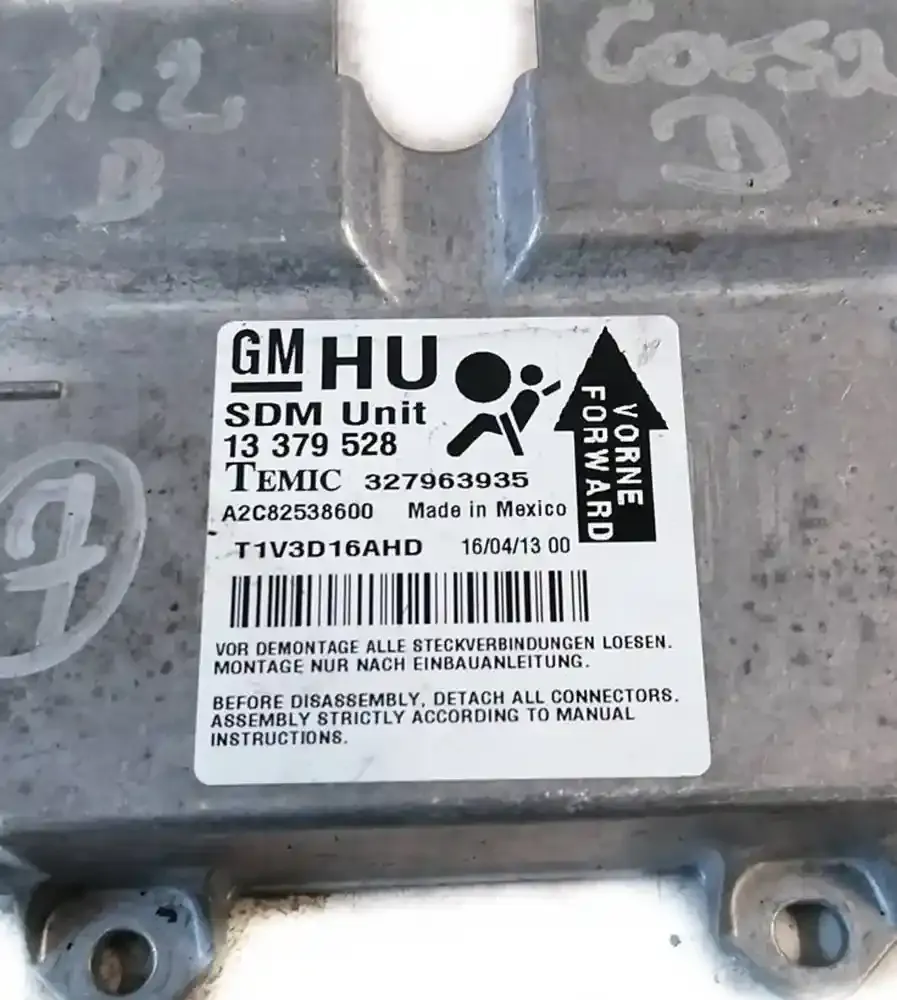 1.2
B
Corsa
D
GM HU
SDM Unit
13 379 528
TEMIC 327963935
A2C82538600 Made in Mexico
T1V3D16AHD 16/04/13 00
VORNE
FORWARD
VOR DEMONTAGE ALLE STECKVERBINDUNGEN LOESEN.
MONTAGE NUR NACH EINBAUANLEITUNG.
BEFORE DISASSEMBLY, DETACH ALL CONNECTORS.
ASSEMBLY STRICTLY ACCORDING TO MANUAL
INSTRUCTIONS.